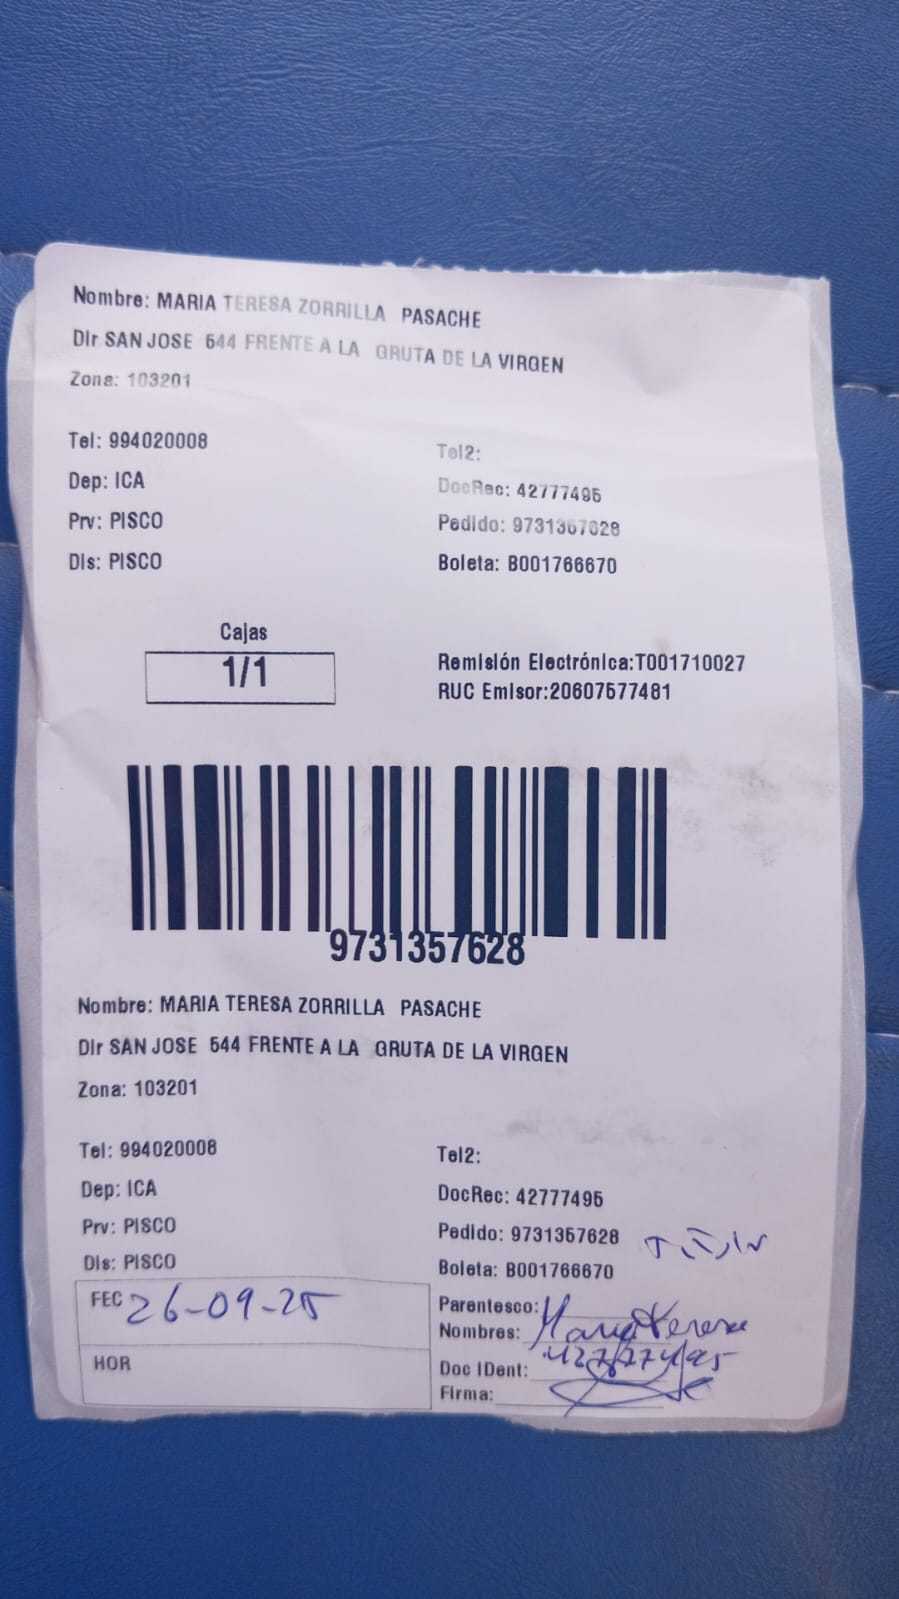 Nombre: MARIA TERESA ZORRILLA PASACHE
Dir SAN JOSE 544 FRENTE A LA GRUTA DE LA VIRGEN
Zona: 103201
Tel: 994020008 Tel2:
Dep: ICA DocRec: 42777495
Prv: PISCO Pedido: 9731357628
Dis: PISCO Boleta: B001766670
Cajas
1/1
Remisión Electrónica:T001710027
RUC Emisor:20607577481
9731357628
Nombre: MARIA TERESA ZORRILLA PASACHE
Dir SAN JOSE 544 FRENTE A LA GRUTA DE LA VIRGEN
Zona: 103201
Tel: 994020008 Tel2:
Dep: ICA DocRec: 42777495
Prv: PISCO Pedido: 9731357628
Dis: PISCO Boleta: B001766670
FEC 26-09-25 Parentesco:
Nombres: Maria Teresa
HOR Doc IDent: 42777495
Firma: